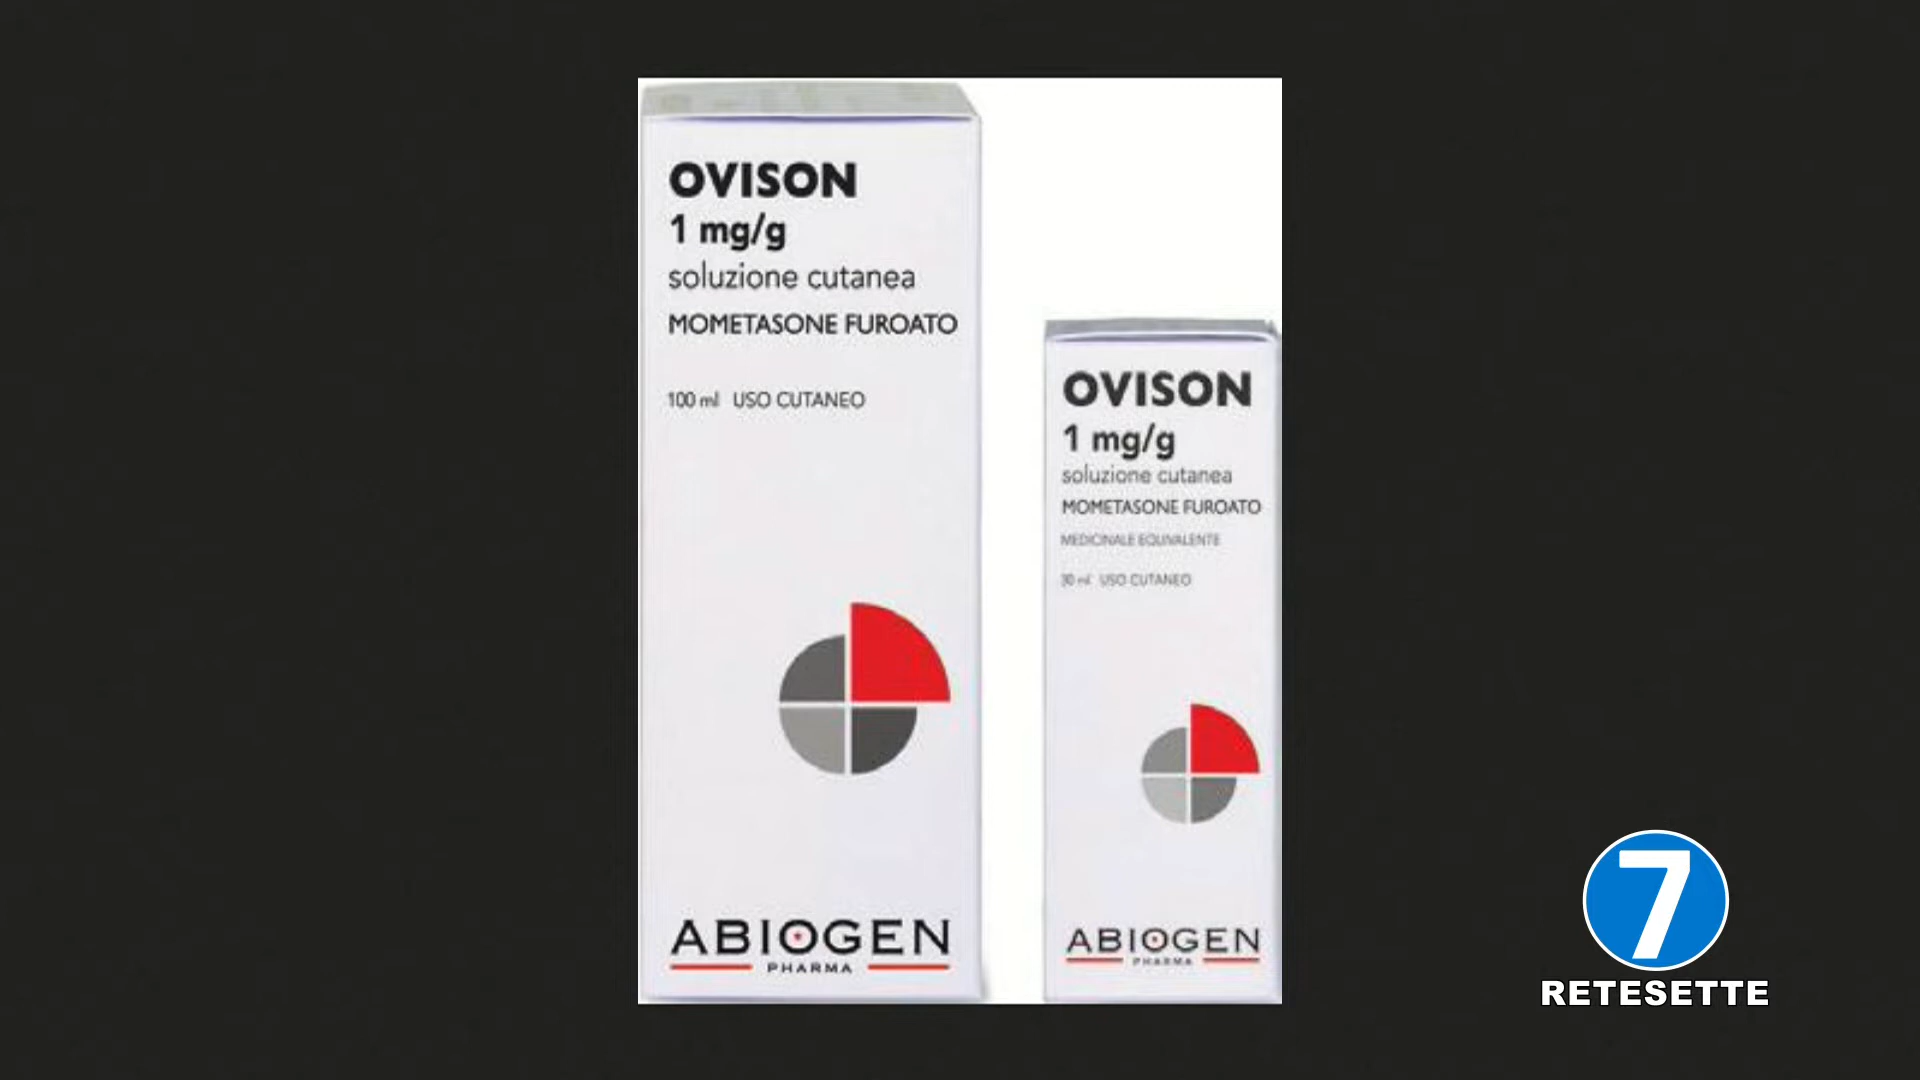 OVISON
1 mg/g
soluzione cutanea
MOMETASONE FUROATO
100 ml USO CUTANEO
ABIOGEN
PHARMA
OVISON
1 mg/g
soluzione cutanea
MOMETASONE FUROATO
MEDICINALE EQUIVALENTE
30 ml USO CUTANEO
ABIOGEN
PHARMA
7
RETESETTE